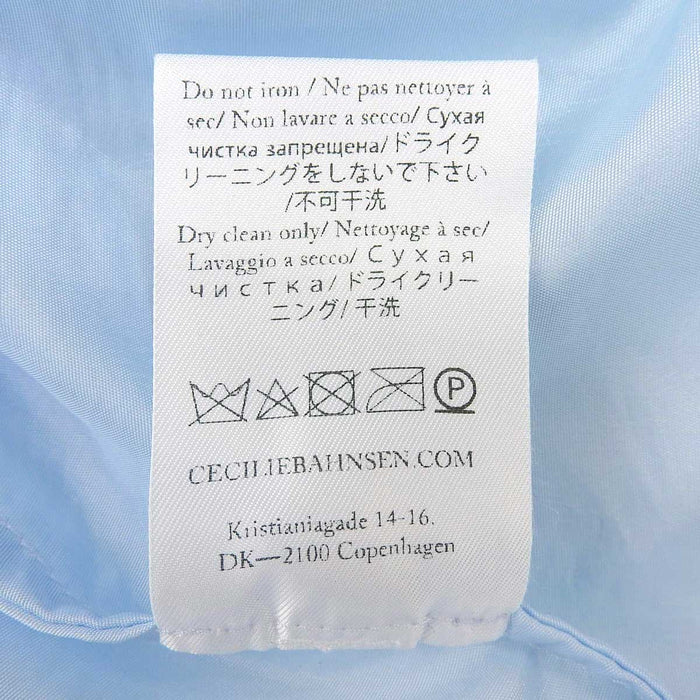 Do not iron / Ne pas nettoyer à
sec/ Non lavare a secco/ Сухая
чистка запрещена/ドライク
リーニングをしないで下さい
/不可干洗
Dry clean only/ Nettoyage à sec/
Lavaggio a secco/ Сухая
чистка/ドライクリー
ニング/ 干洗
P
CECILIEBAHNSEN.COM
Kristianiagade 14-16.
DK—2100 Copenhagen